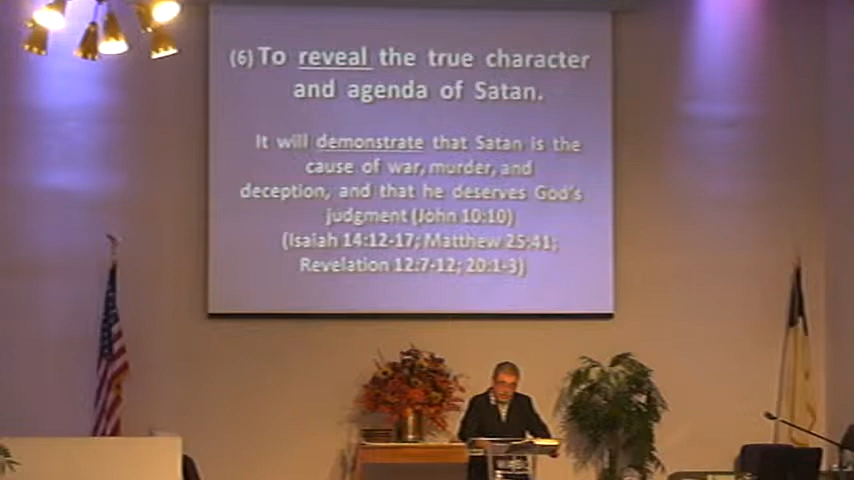 (6) To reveal the true character
and agenda of Satan.
It will demonstrate that Satan is the
cause of war, murder, and
deception, and that he deserves God's
judgment (John 10:10)
(Isaiah 14:12-17; Matthew 25:41;
Revelation 12:7-12; 20:1-3)